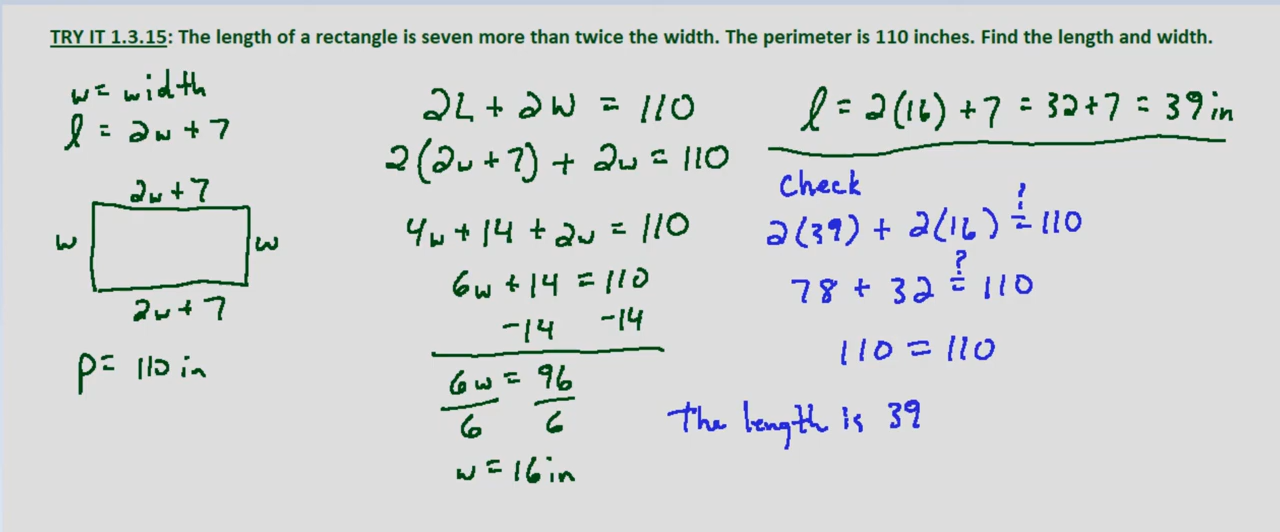 TRY IT 1.3.15: The length of a rectangle is seven more than twice the width. The perimeter is 110 inches. Find the length and width.
w = width
l = 2w + 7
2w + 7
w
w
2w + 7
P = 110 in
2L + 2W = 110
2(2w + 7) + 2w = 110
4w + 14 + 2w = 110
6w + 14 = 110
-14 -14
6w = 96
6 6
w = 16 in
l = 2(16) + 7 = 32 + 7 = 39 in
Check
?
2(39) + 2(16) = 110
?
78 + 32 = 110
110 = 110
The length is 39